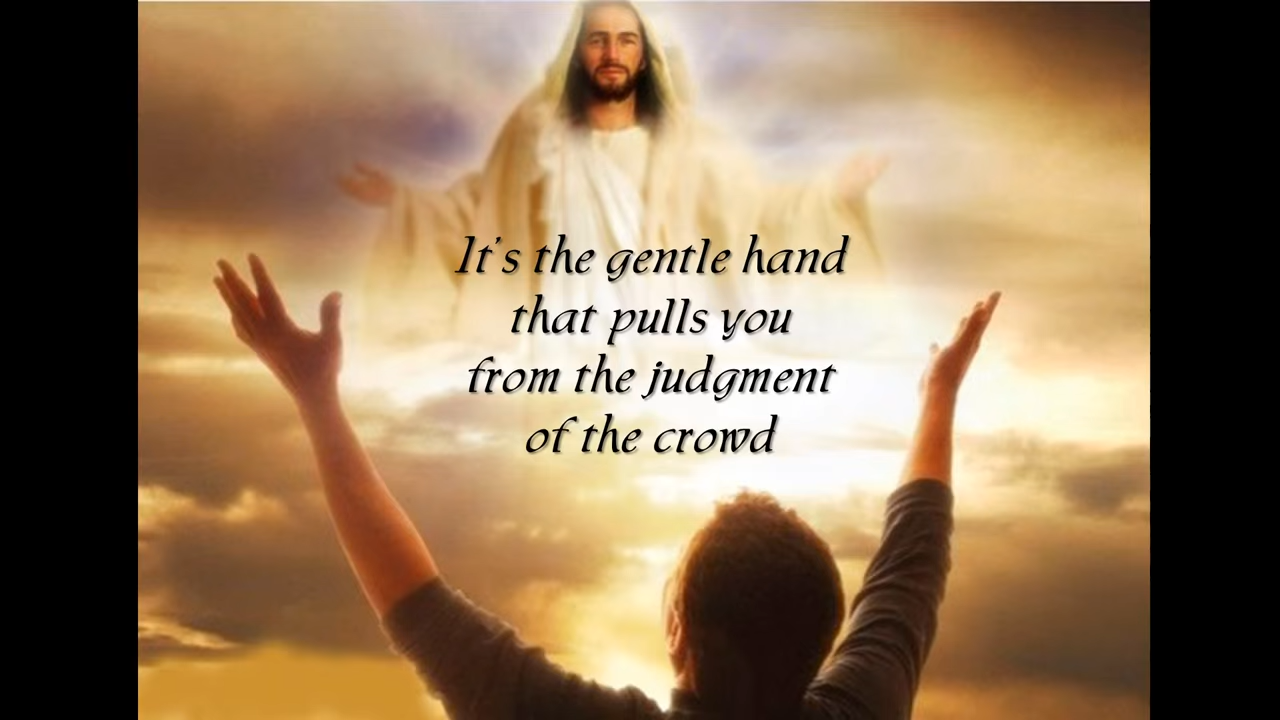 It's the gentle hand
that pulls you
from the judgment
of the crowd